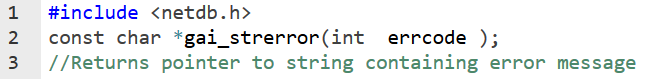 1 #include <netdb.h>
2 const char *gai_strerror(int  errcode );
3 //Returns pointer to string containing error message